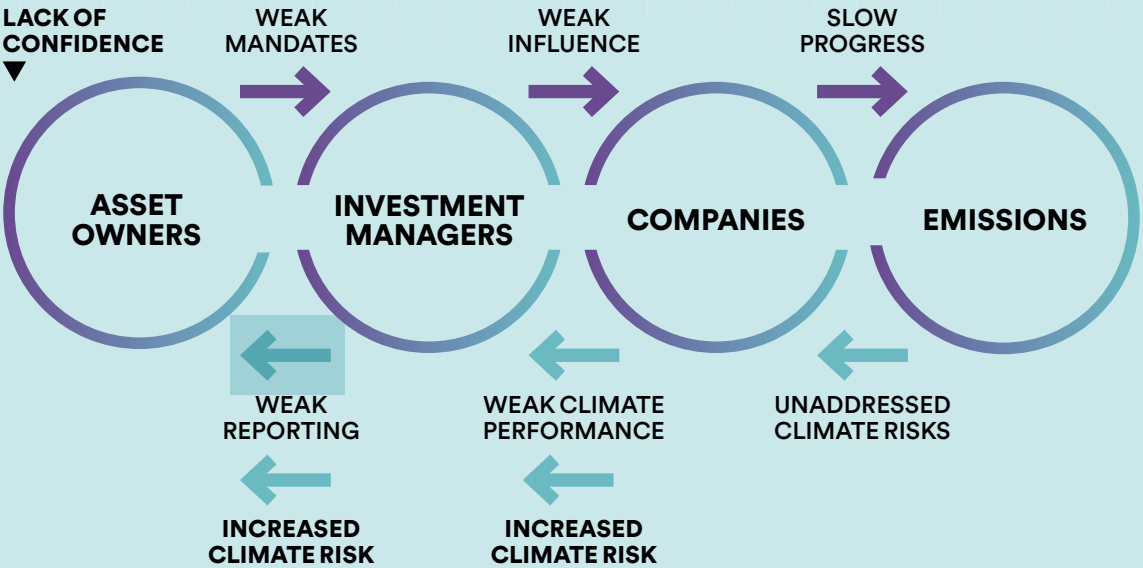 LACK OF
CONFIDENCE
WEAK
MANDATES
WEAK
INFLUENCE
SLOW
PROGRESS
ASSET
OWNERS
INVESTMENT
MANAGERS
COMPANIES
EMISSIONS
WEAK
REPORTING
WEAK CLIMATE
PERFORMANCE
UNADDRESSED
CLIMATE RISKS
INCREASED
CLIMATE RISK
INCREASED
CLIMATE RISK